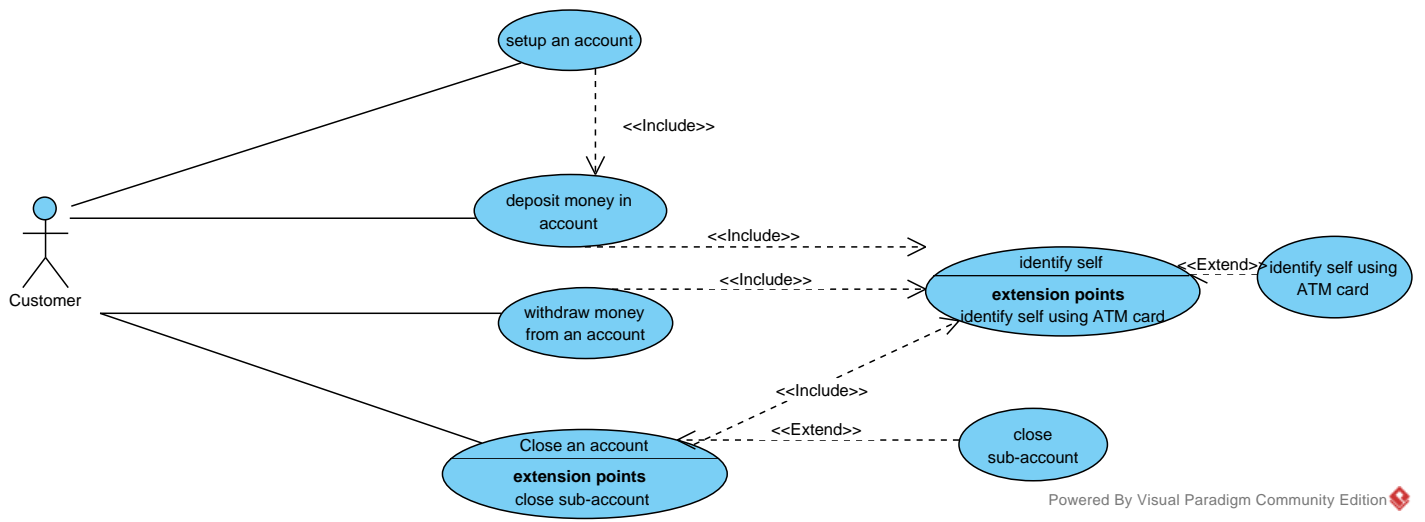 setup an account
<<Include>>
deposit money in
account
<<Include>>
Customer
<<Include>>
withdraw money
from an account
identify self
extension points
identify self using ATM card
<<Extend>>
identify self using
ATM card
<<Include>>
<<Extend>>
Close an account
extension points
close sub-account
close
sub-account
Powered By Visual Paradigm Community Edition